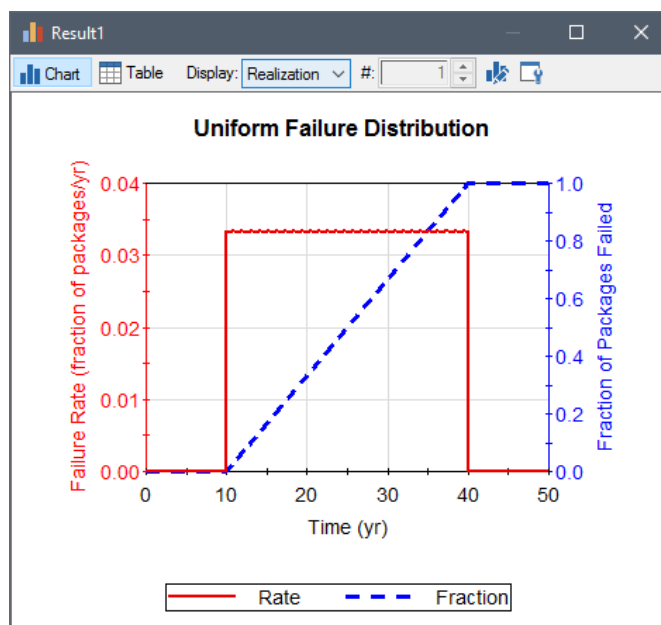 Result1
Chart Table Display: Realization #: 1
Uniform Failure Distribution
Failure Rate (fraction of packages/yr)
0.04
0.03
0.02
0.01
0.00
1.0
0.8
0.6
0.4
0.2
0.0
Fraction of Packages Failed
0 10 20 30 40 50
Time (yr)
Rate Fraction